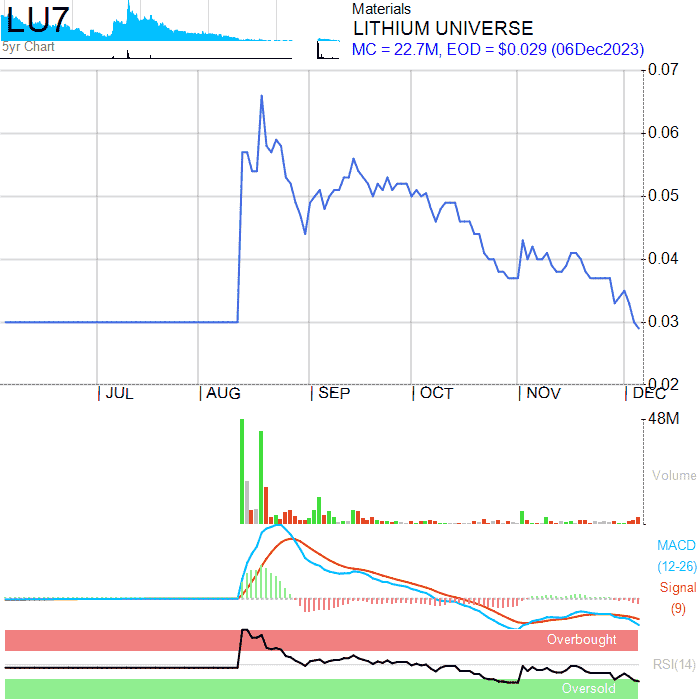 LU7
5yr Chart
Materials
LITHIUM UNIVERSE
MC = 22.7M, EOD = $0.029 (06Dec2023)
0.07
0.06
0.05
0.04
0.03
0.02
JUL AUG SEP OCT NOV DEC
48M
Volume
MACD
(12-26)
Signal
(9)
Overbought
RSI(14)
Oversold